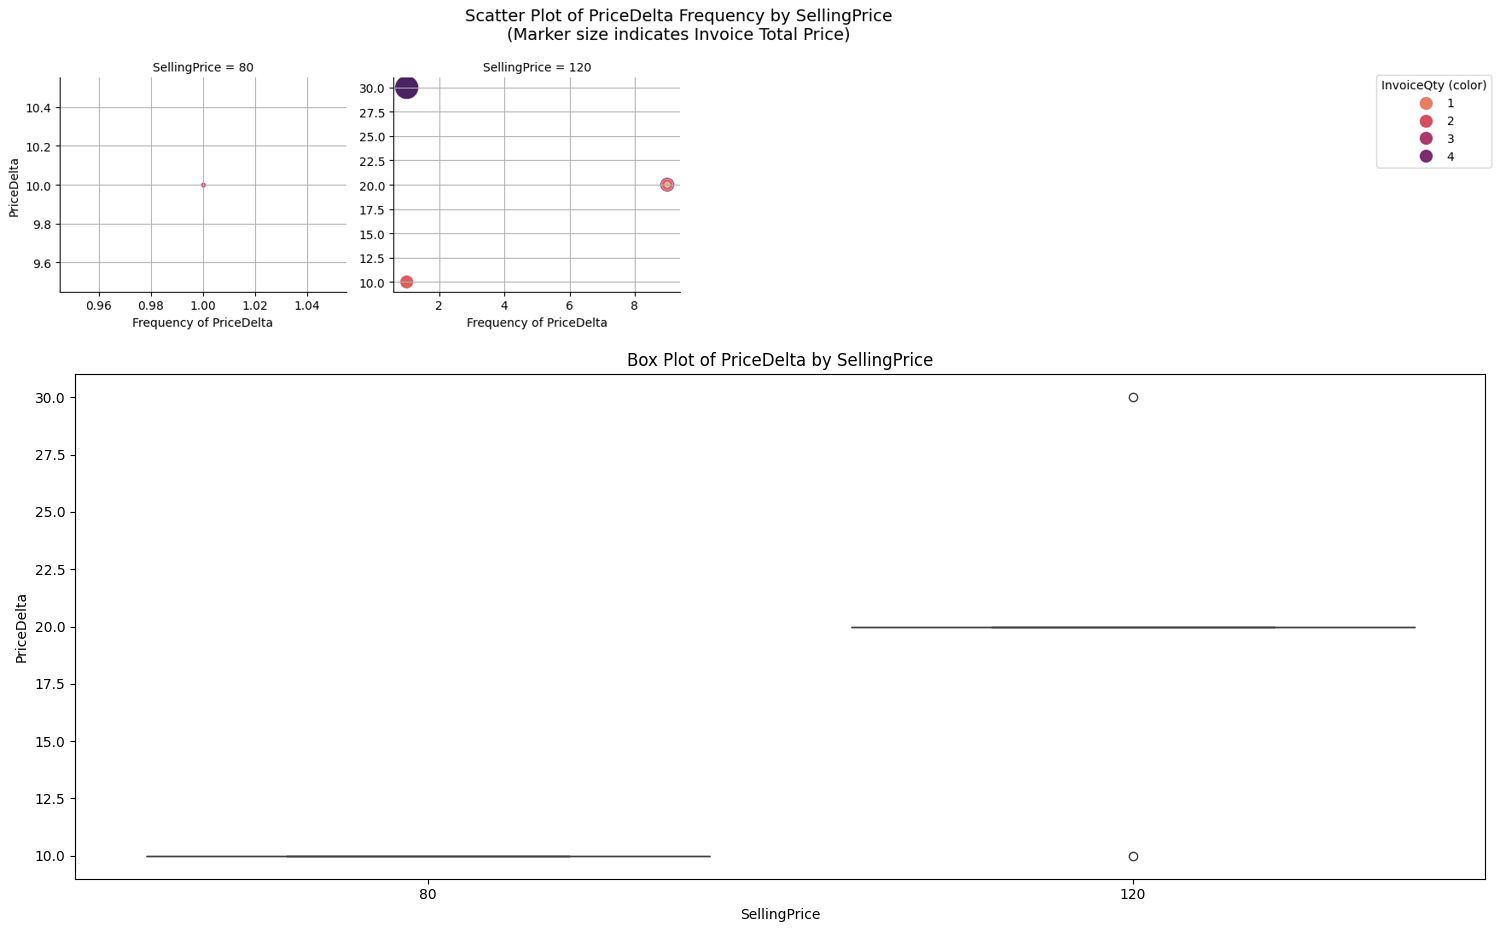 Scatter Plot of PriceDelta Frequency by SellingPrice
(Marker size indicates Invoice Total Price)
SellingPrice = 80
10.4
10.2
10.0
9.8
9.6
PriceDelta
0.96 0.98 1.00 1.02 1.04
Frequency of PriceDelta
SellingPrice = 120
30.0
27.5
25.0
22.5
20.0
17.5
15.0
12.5
10.0
2 4 6 8
Frequency of PriceDelta
InvoiceQty (color)
1
2
3
4
Box Plot of PriceDelta by SellingPrice
30.0
27.5
25.0
22.5
20.0
17.5
15.0
12.5
10.0
PriceDelta
80 120
SellingPrice